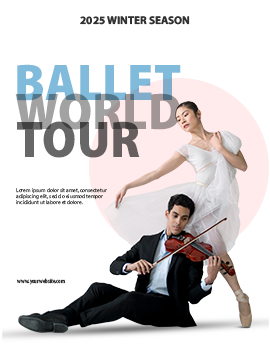 2025 WINTER SEASON
BALLET
WORLD
TOUR
Lorem ipsum dolor sit amet, consectetur
adipiscing elit, sed do eiusmod tempor
incididunt ut labore et dolore.
www.yourwebsite.com